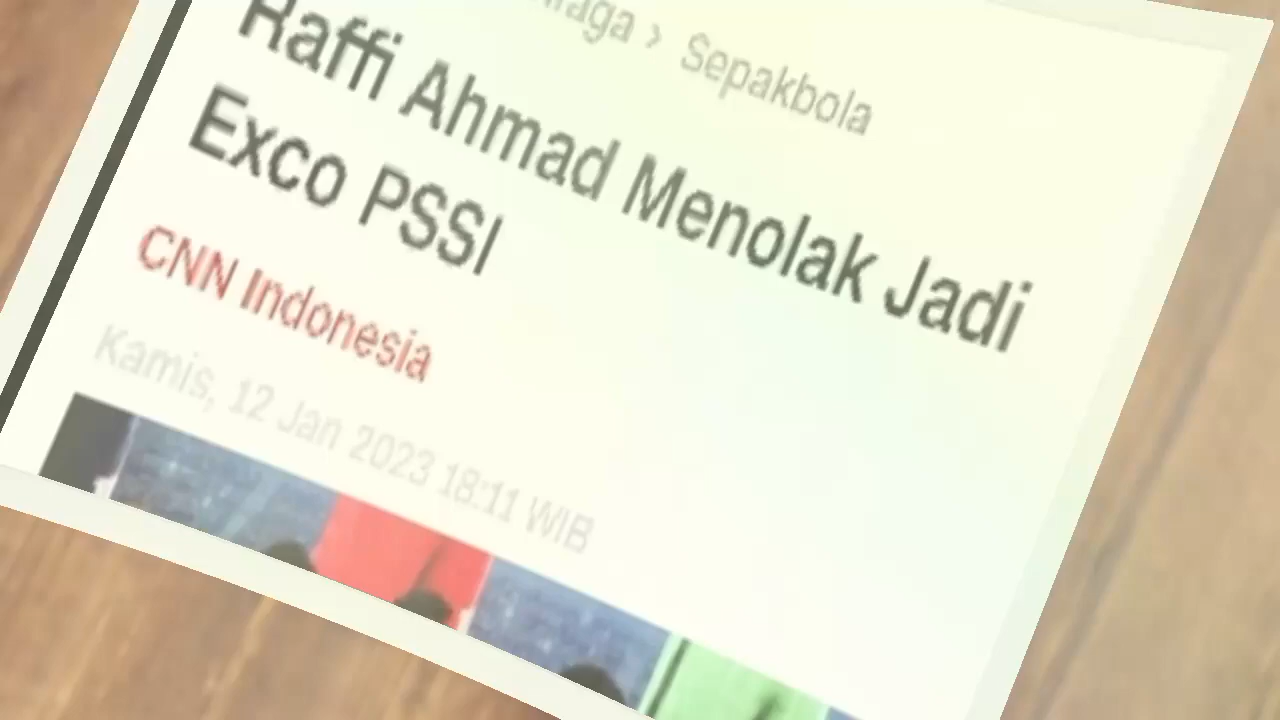 › Sepakbola
Raffi Ahmad Menolak Jadi
Exco PSSI
CNN Indonesia
Kamis, 12 Jan 2023 18:11 WIB